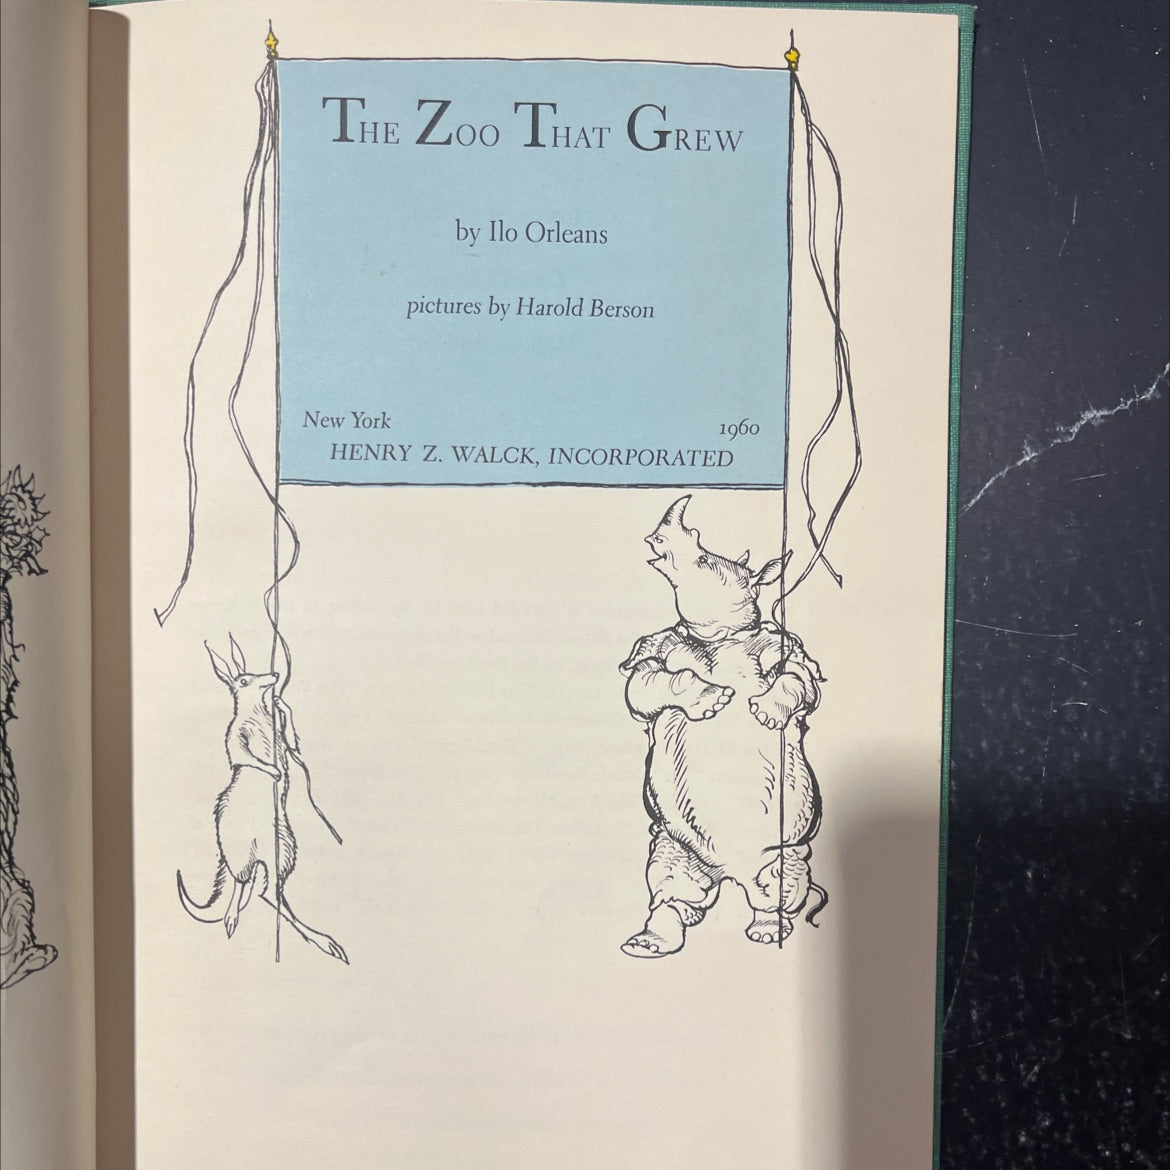 The Zoo That Grew
by Ilo Orleans
pictures by Harold Berson
New York 1960
HENRY Z. WALCK, INCORPORATED